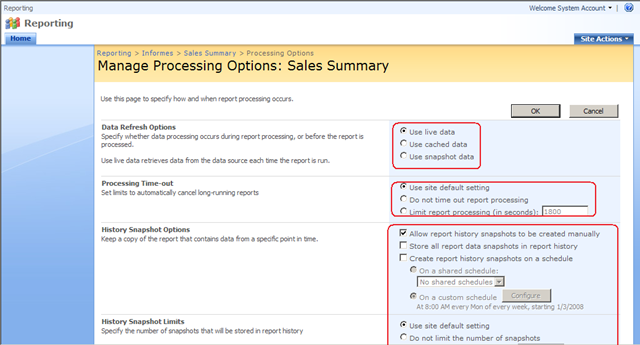 Reporting
Welcome System Account
Reporting
Home
Site Actions
Reporting > Informes > Sales Summary > Processing Options
Manage Processing Options: Sales Summary
Use this page to specify how and when report processing occurs.
OK
Cancel
Data Refresh Options
Specify whether data processing occurs during report processing, or before the report is
processed.
Use live data retrieves data from the data source each time the report is run.
Use live data
Use cached data
Use snapshot data
Processing Time-out
Set limits to automatically cancel long-running reports
Use site default setting
Do not time out report processing
Limit report processing (in seconds): 1800
History Snapshot Options
Keep a copy of the report that contains data from a specific point in time.
Allow report history snapshots to be created manually
Store all report data snapshots in report history
Create report history snapshots on a schedule
On a shared schedule:
No shared schedules
On a custom schedule Configure
At 8:00 AM every Mon of every week, starting 1/3/2008
History Snapshot Limits
Specify the number of snapshots that will be stored in report history
Use site default setting
Do not limit the number of snapshots